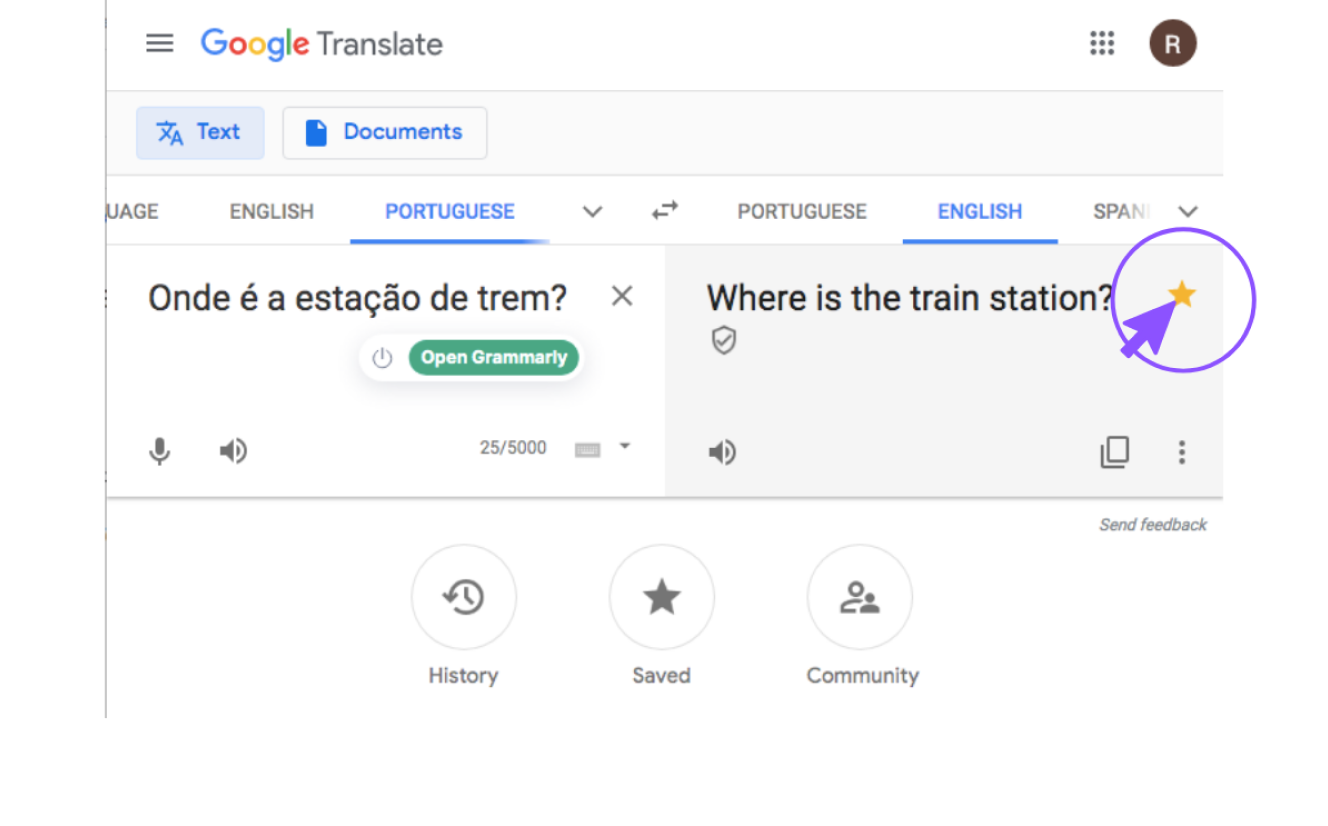 Google Translate
R
Text
Documents
UAGE
ENGLISH
PORTUGUESE
PORTUGUESE
ENGLISH
SPANI
Onde é a estação de trem?
Where is the train station?
Open Grammarly
25/5000
Send feedback
History
Saved
Community